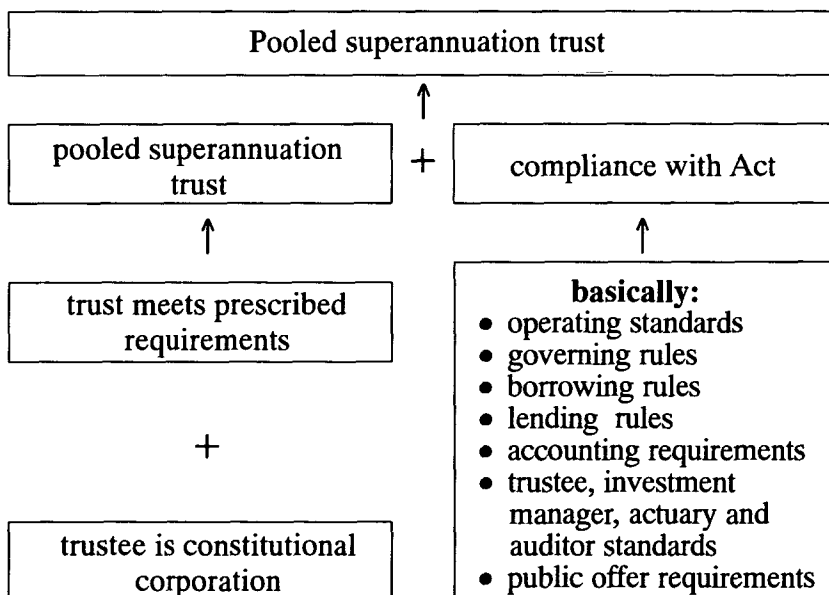 Pooled superannuation trust
pooled superannuation
trust
+
compliance with Act
trust meets prescribed
requirements
+
trustee is constitutional
corporation
basically:
• operating standards
• governing rules
• borrowing rules
• lending rules
• accounting requirements
• trustee, investment
manager, actuary and
auditor standards
• public offer requirements